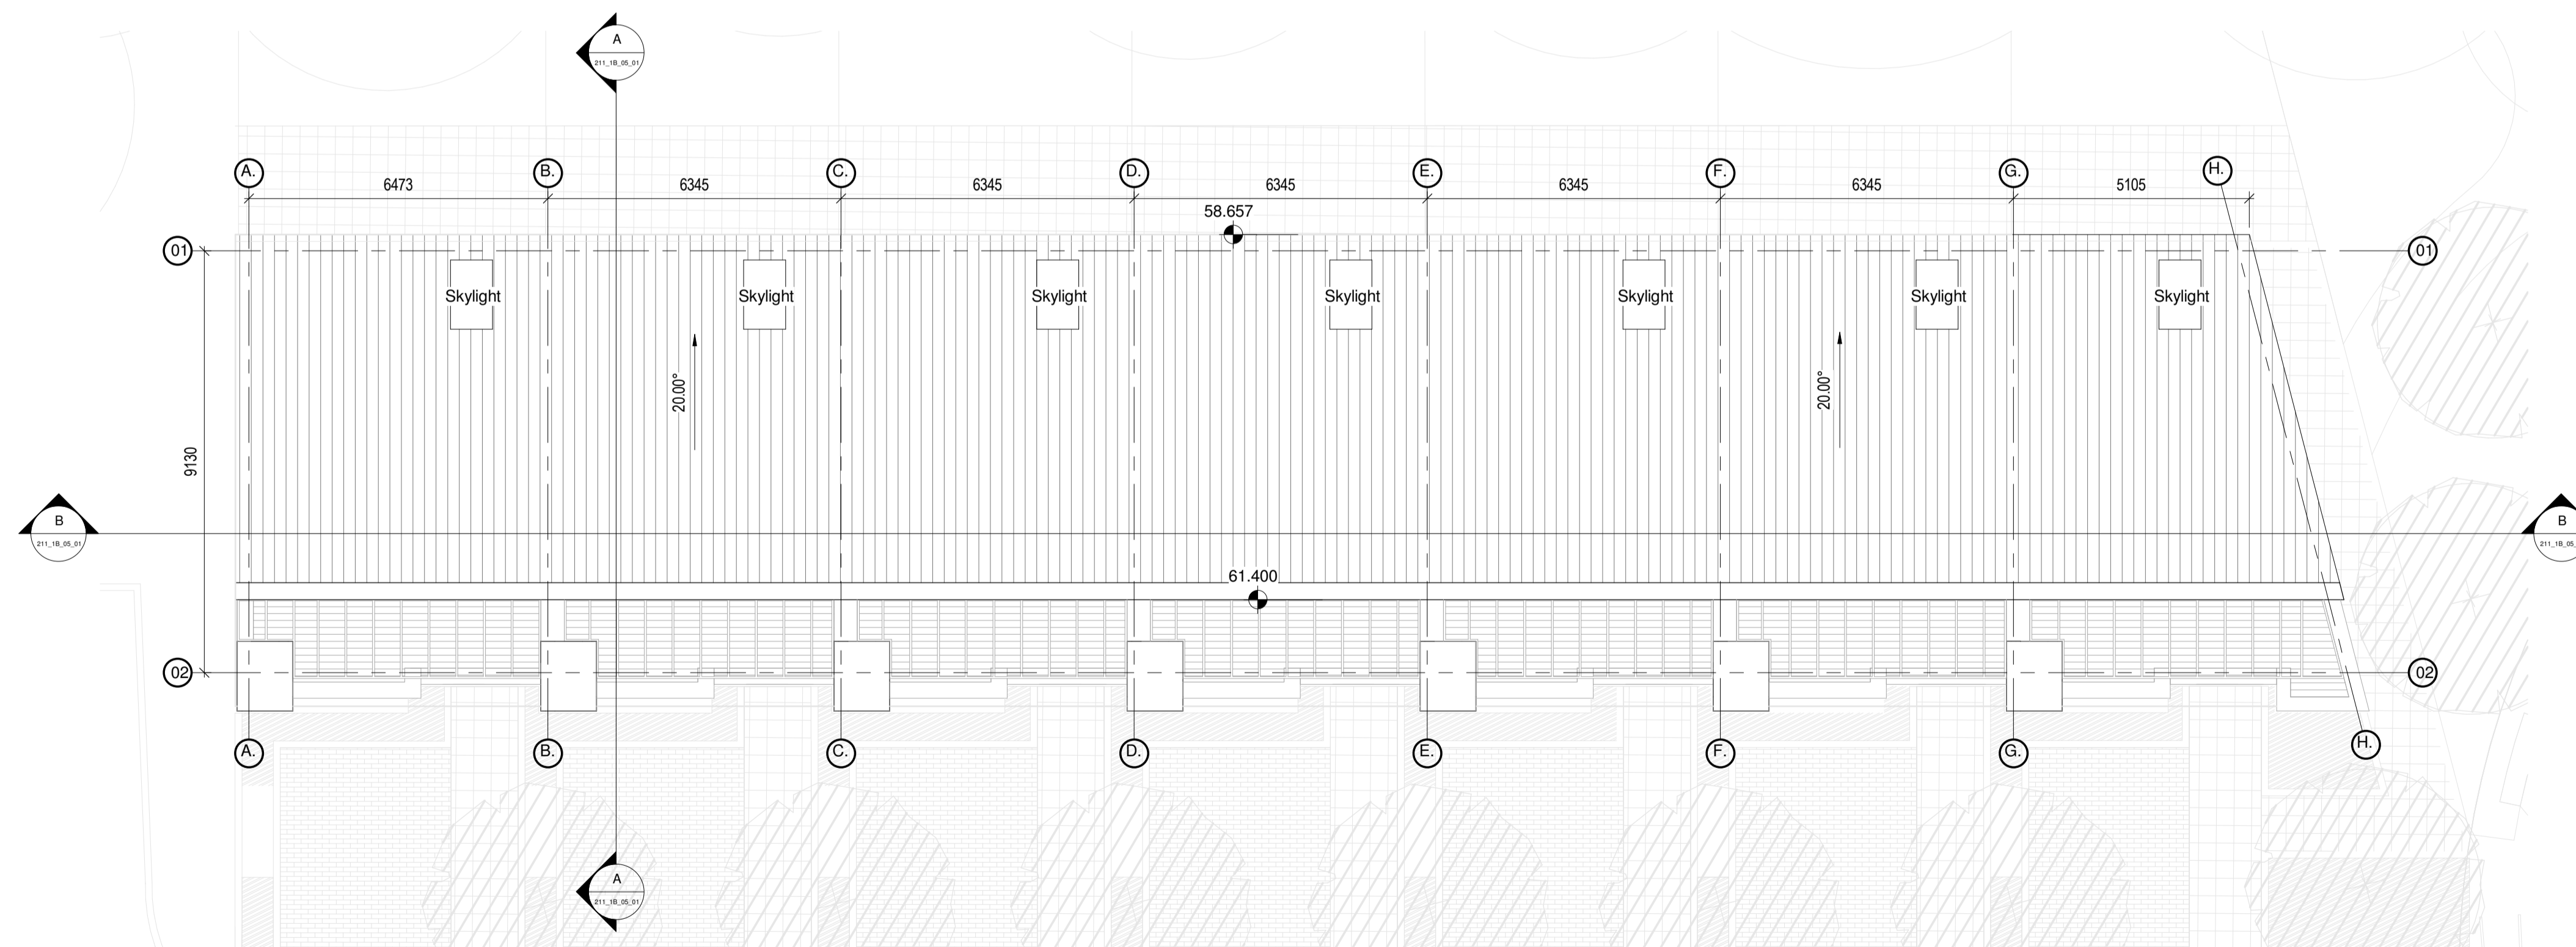 A
211_1B_05_01
A. B. C. D. E. F. G. H.
6473 6345 6345 6345 6345 6345 5105
58.657
01 01
Skylight Skylight Skylight Skylight Skylight Skylight Skylight
20.00° 20.00°
9130
B
211_1B_05_01
B
211_1B_05_
61.400
02 02
A. B. C. D. E. F. G. H.
A
211_1B_05_01